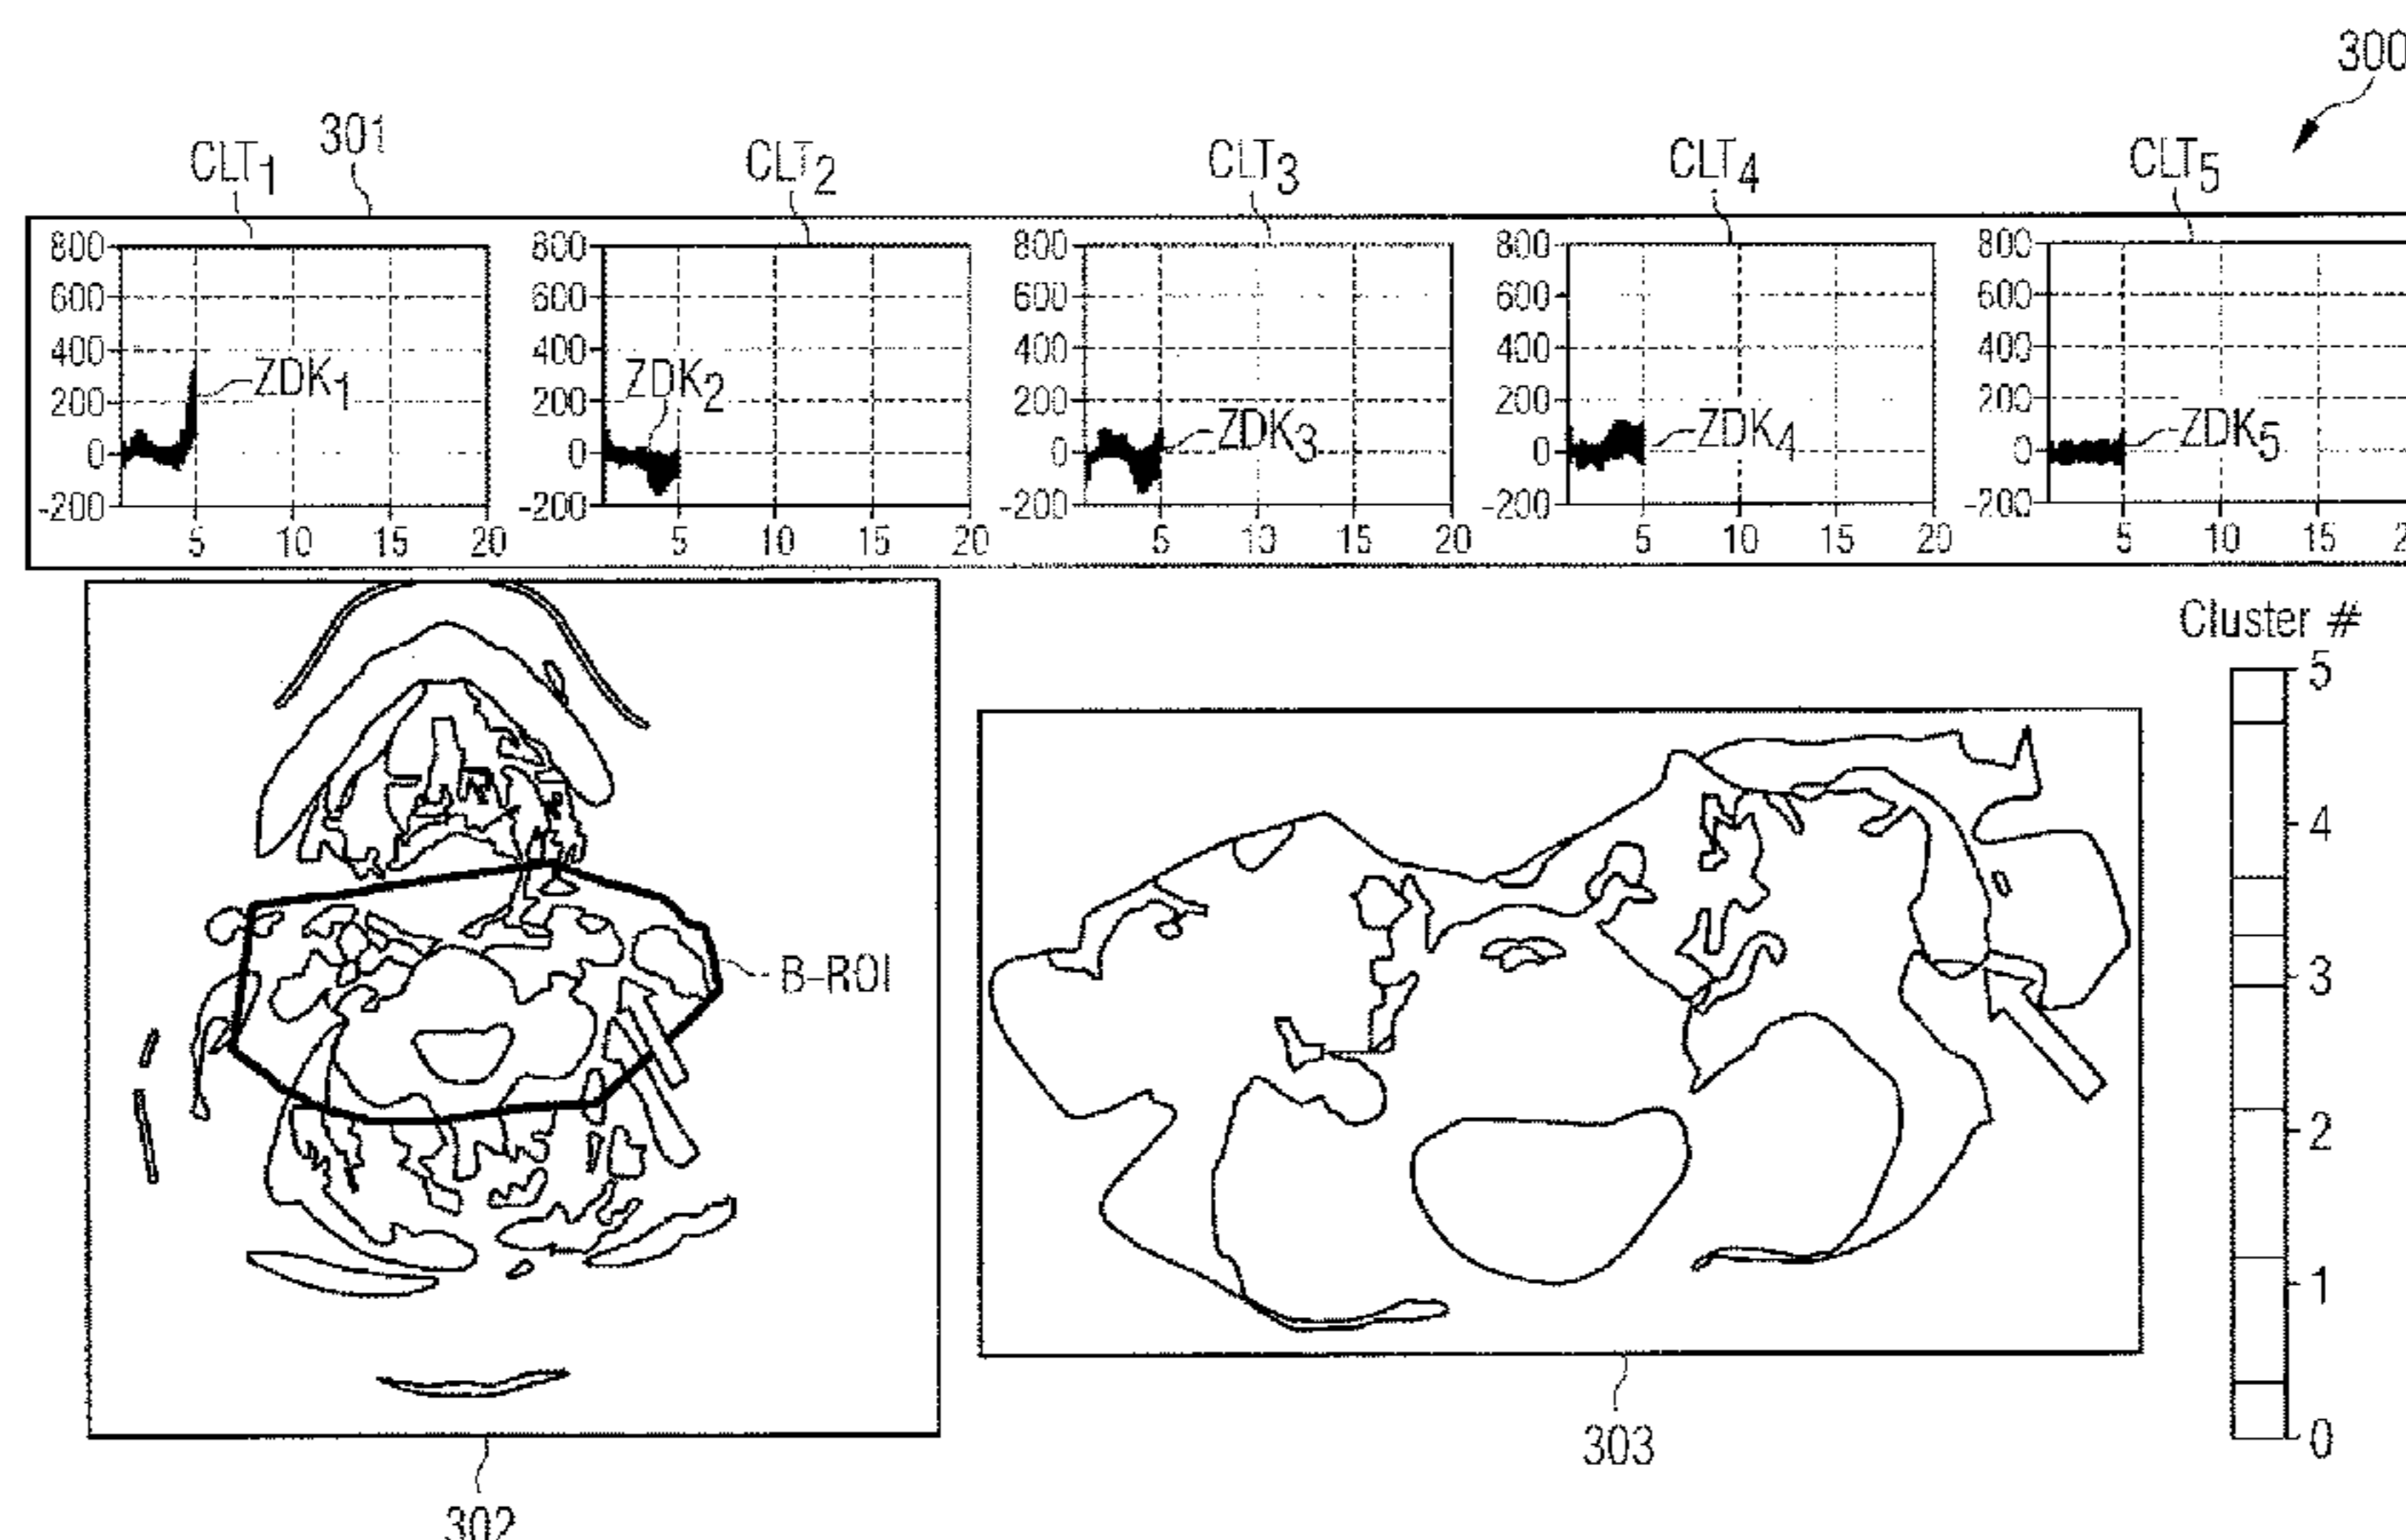 300
301
CLT1 CLT2 CLT3 CLT4 CLT5
800 800 800 800 800
600 600 600 600 600
400 400 400 400 400
ZDK1 ZDK2 ZDK3 ZDK4 ZDK5
200 200 200 200 200
0 0 0 0 0
-200 -200 -200 -200 -200
5 10 15 20 5 10 15 20 5 10 15 20 5 10 15 20 5 10 15
Cluster #
5
4
B-ROI
3
2
1
0
303
302